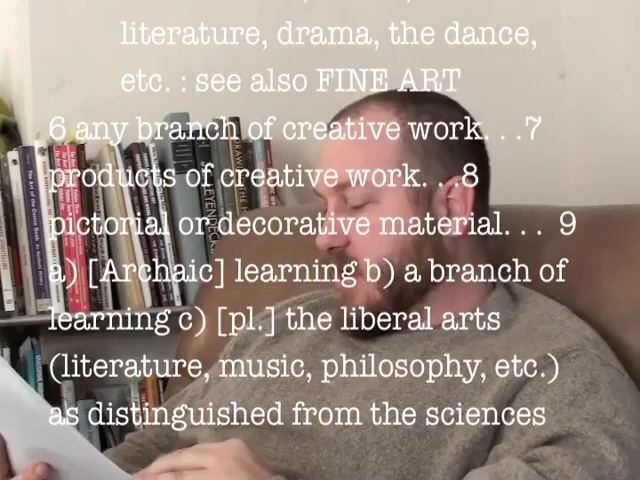 literature, drama, the dance,
etc. : see also FINE ART
6 any branch of creative work. . .7
products of creative work. . .8
pictorial or decorative material. . . 9
a) [Archaic] learning b) a branch of
learning c) [pl.] the liberal arts
(literature, music, philosophy, etc.)
as distinguished from the sciences
LEYENDECKER